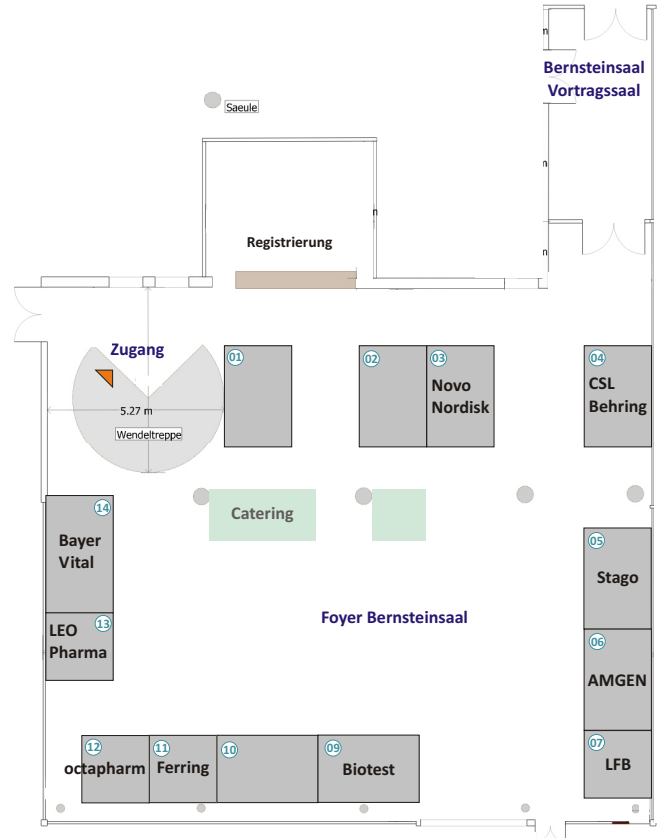 Bernsteinsaal
Vortragssaal
Saeule
Registrierung
Zugang
5.27 m
Wendeltreppe
01
02
03
Novo
Nordisk
04
CSL
Behring
Catering
14
Bayer
Vital
13
LEO
Pharma
Foyer Bernsteinsaal
05
Stago
06
AMGEN
07
LFB
12
octapharm
11
Ferring
10
09
Biotest